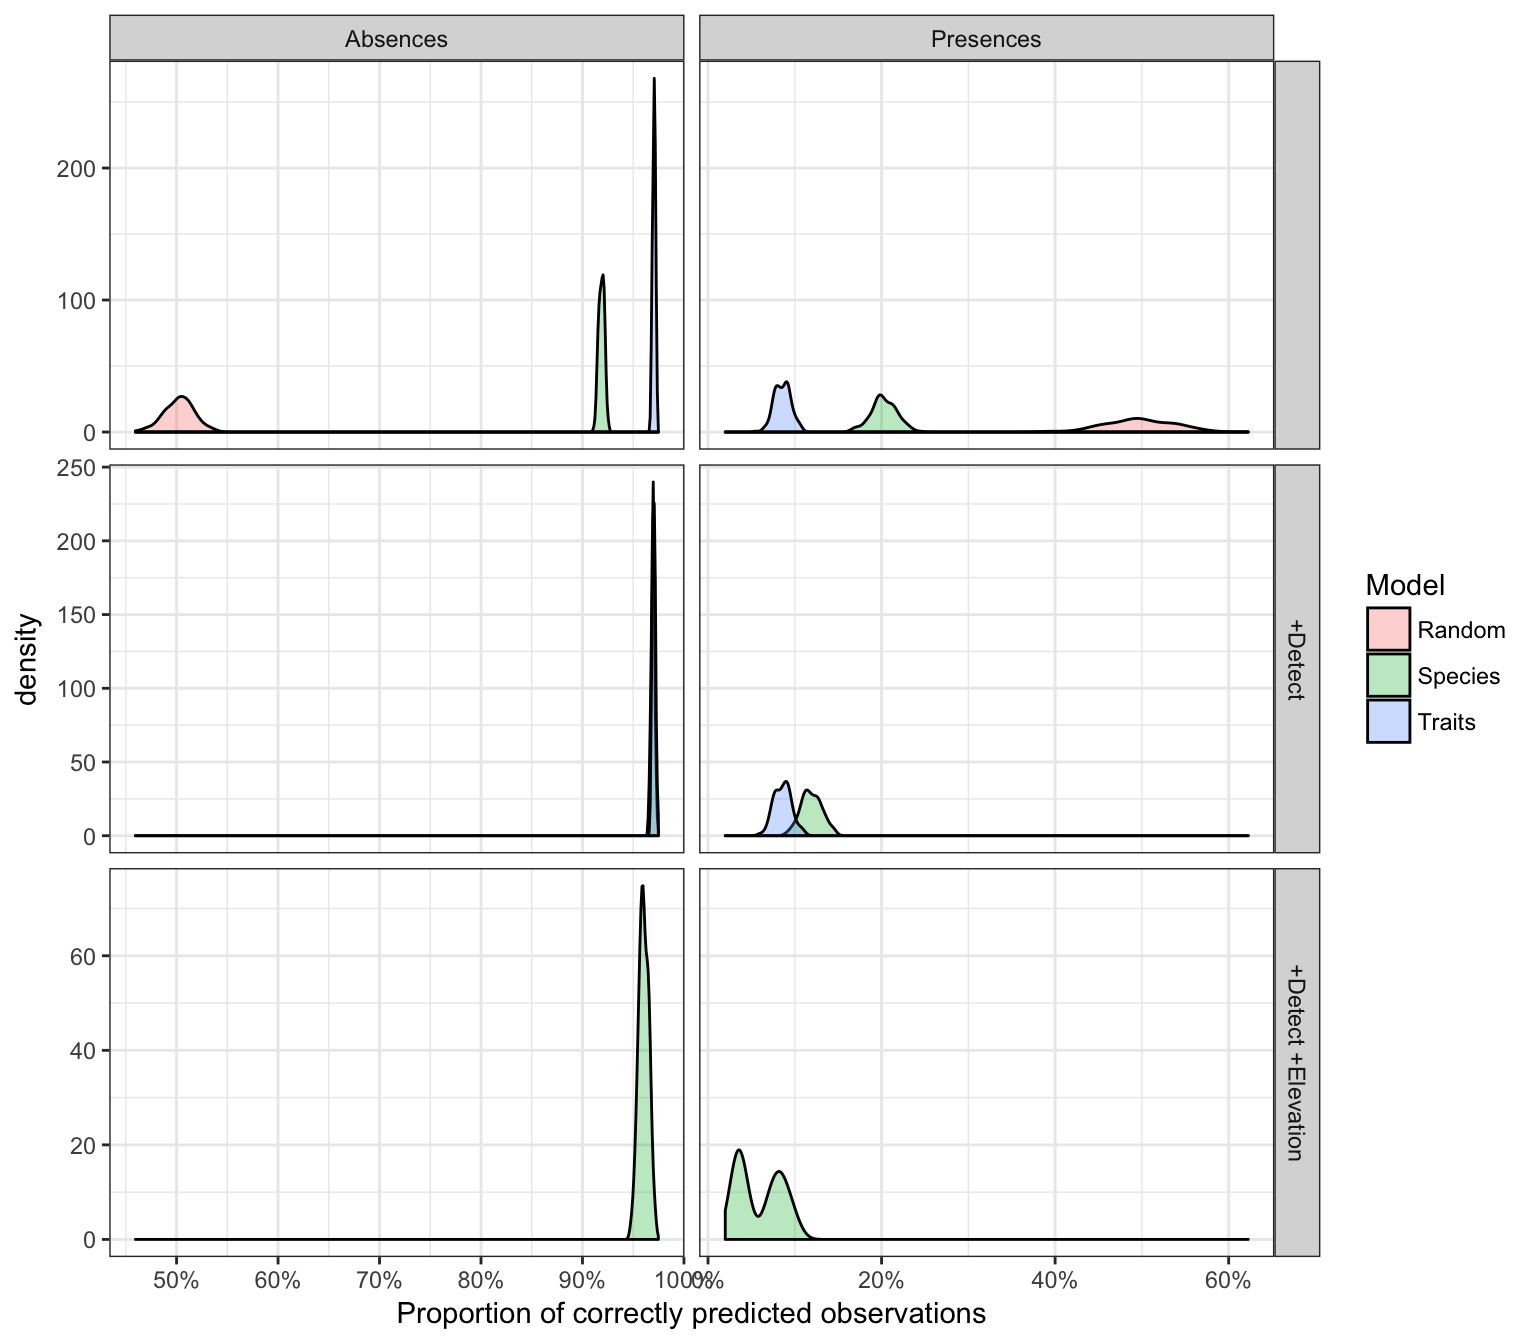 Absences
Presences
200
100
0
250
200
150
100
50
0
+Detect
60
40
20
0
+Detect +Elevation
density
50%
60%
70%
80%
90%
100%
0%
20%
40%
60%
Proportion of correctly predicted observations
Model
Random
Species
Traits